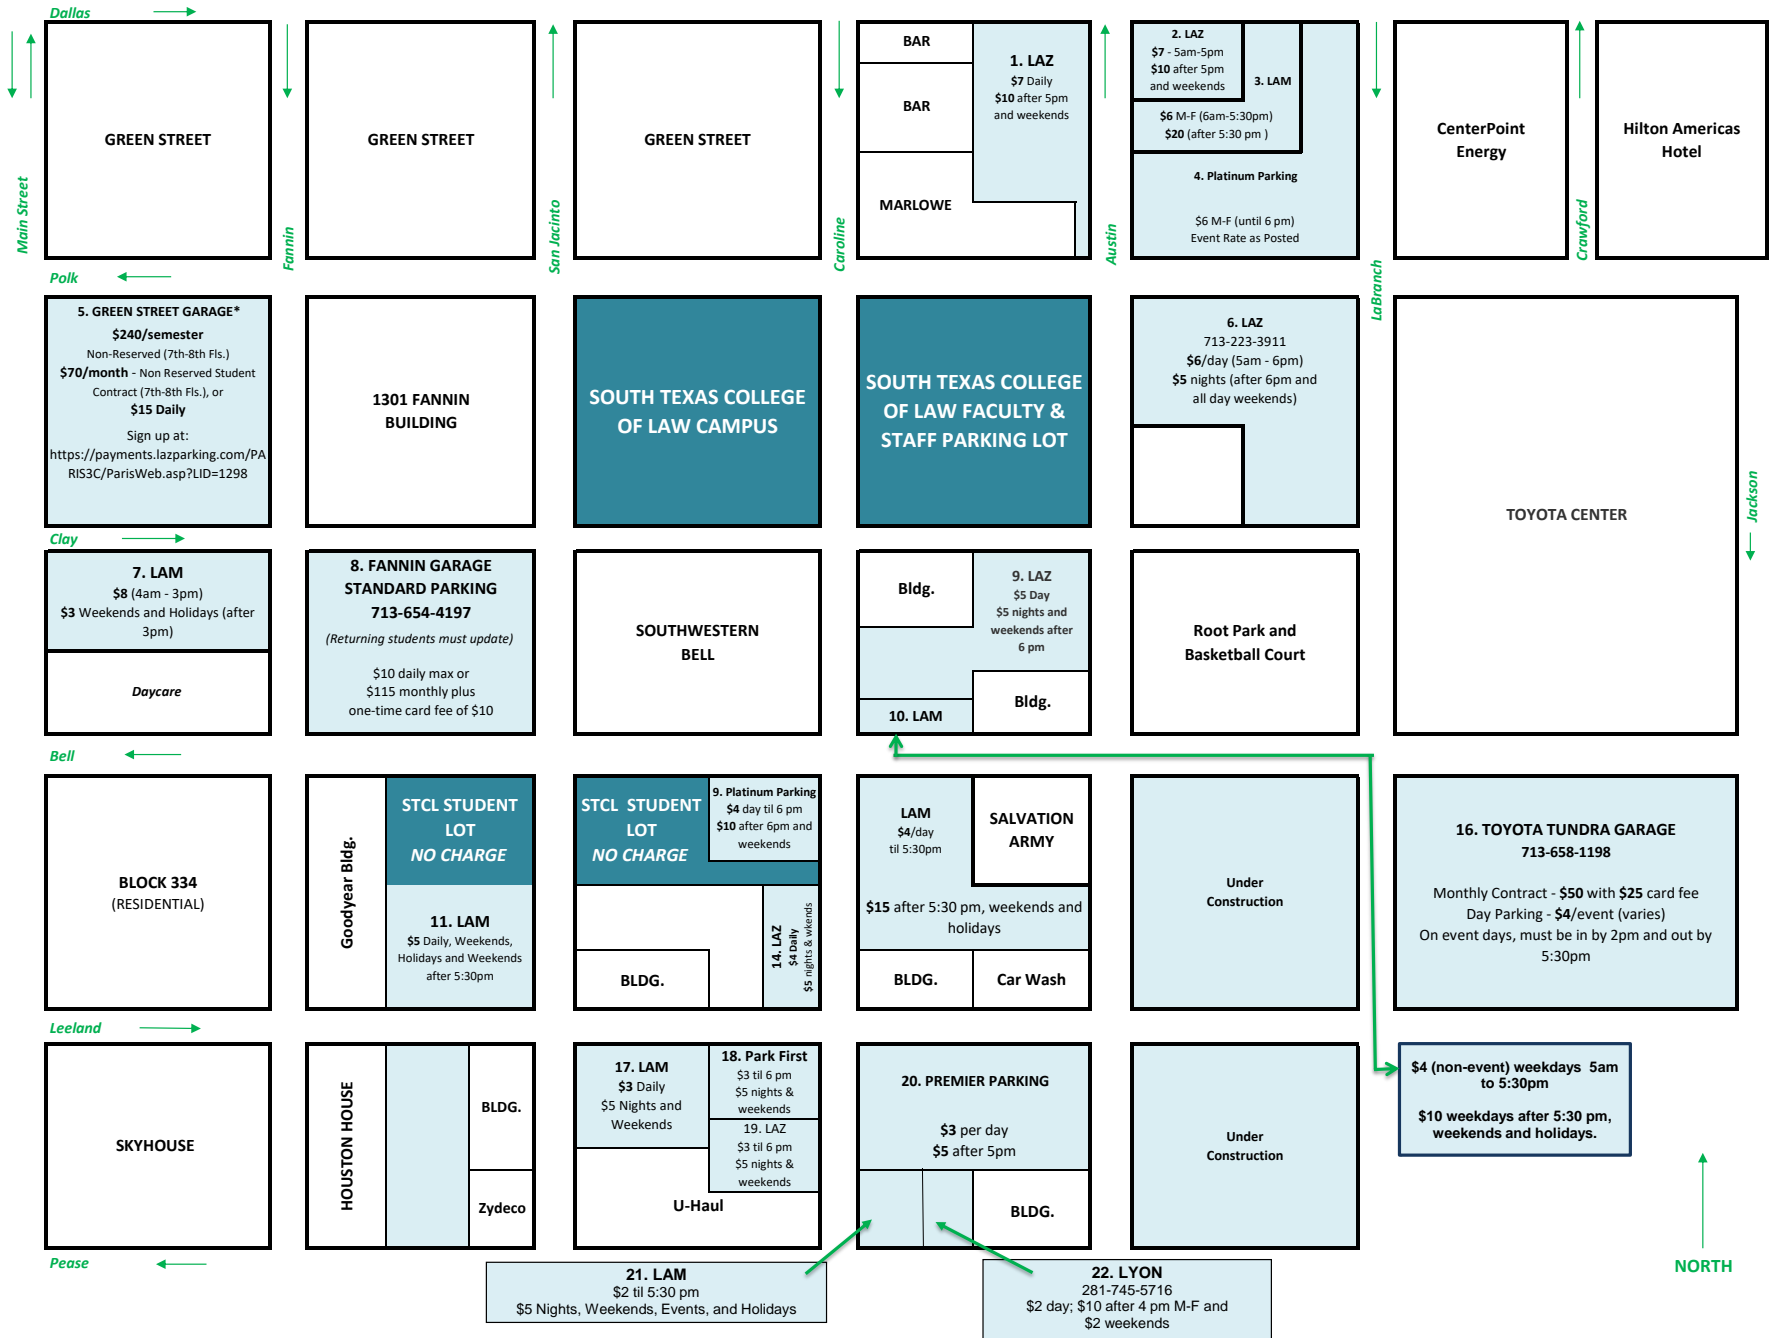 Dallas
Main Street
Fannin
San Jacinto
Caroline
Austin
LaBranch
Crawford
GREEN STREET
GREEN STREET
GREEN STREET
BAR
BAR
MARLOWE
1. LAZ
$7 Daily
$10 after 5pm
and weekends
2. LAZ
$7 - 5am-5pm
$10 after 5pm
and weekends
3. LAM
$6 M-F (6am-5:30pm)
$20 (after 5:30 pm )
4. Platinum Parking
$6 M-F (until 6 pm)
Event Rate as Posted
CenterPoint
Energy
Hilton Americas
Hotel
Polk
5. GREEN STREET GARAGE*
$240/semester
Non-Reserved (7th-8th Fls.)
$70/month - Non Reserved Student
Contract (7th-8th Fls.), or
$15 Daily
Sign up at:
https://payments.lazparking.com/PA
RIS3C/ParisWeb.asp?LID=1298
1301 FANNIN
BUILDING
SOUTH TEXAS COLLEGE
OF LAW CAMPUS
SOUTH TEXAS COLLEGE
OF LAW FACULTY &
STAFF PARKING LOT
6. LAZ
713-223-3911
$6/day (5am - 6pm)
$5 nights (after 6pm and
all day weekends)
TOYOTA CENTER
Jackson
Clay
7. LAM
$8 (4am - 3pm)
$3 Weekends and Holidays (after
3pm)
Daycare
8. FANNIN GARAGE
STANDARD PARKING
713-654-4197
(Returning students must update)
$10 daily max or
$115 monthly plus
one-time card fee of $10
SOUTHWESTERN
BELL
Bldg.
9. LAZ
$5 Day
$5 nights and
weekends after
6 pm
10. LAM
Bldg.
Root Park and
Basketball Court
Bell
BLOCK 334
(RESIDENTIAL)
Goodyear Bldg.
STCL STUDENT
LOT
NO CHARGE
11. LAM
$5 Daily, Weekends,
Holidays and Weekends
after 5:30pm
STCL STUDENT
LOT
NO CHARGE
9. Platinum Parking
$4 day til 6 pm
$10 after 6pm and
weekends
BLDG.
14. LAZ
$4 Daily
$5 nights & wkends
LAM
$4/day
til 5:30pm
SALVATION
ARMY
$15 after 5:30 pm, weekends and
holidays
BLDG.
Car Wash
Under
Construction
16. TOYOTA TUNDRA GARAGE
713-658-1198
Monthly Contract - $50 with $25 card fee
Day Parking - $4/event (varies)
On event days, must be in by 2pm and out by
5:30pm
Leeland
SKYHOUSE
HOUSTON HOUSE
BLDG.
Zydeco
17. LAM
$3 Daily
$5 Nights and
Weekends
18. Park First
$3 til 6 pm
$5 nights &
weekends
19. LAZ
$3 til 6 pm
$5 nights &
weekends
U-Haul
20. PREMIER PARKING
$3 per day
$5 after 5pm
BLDG.
Under
Construction
$4 (non-event) weekdays 5am
to 5:30pm
$10 weekdays after 5:30 pm,
weekends and holidays.
NORTH
Pease
21. LAM
$2 til 5:30 pm
$5 Nights, Weekends, Events, and Holidays
22. LYON
281-745-5716
$2 day; $10 after 4 pm M-F and
$2 weekends